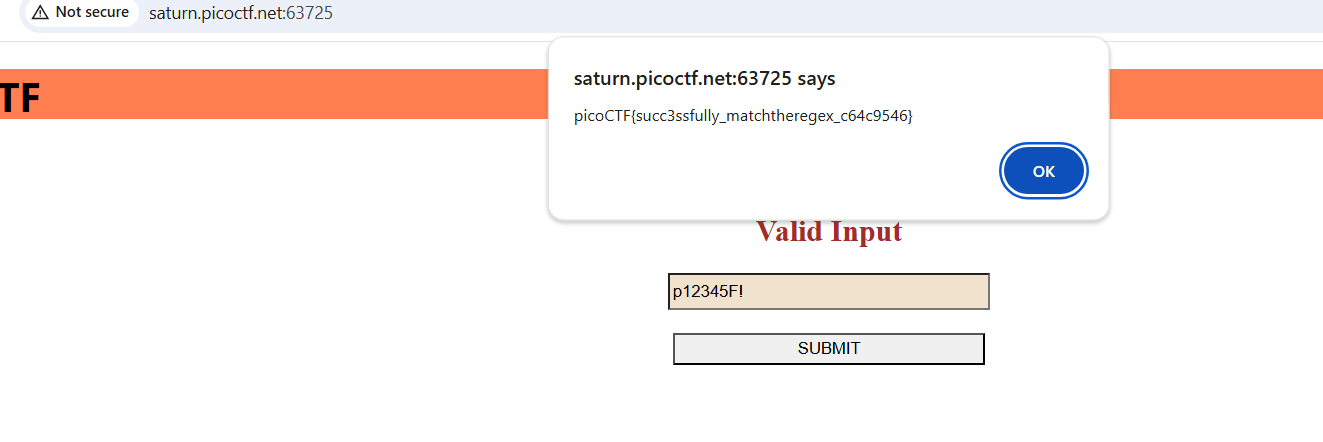 Not secure saturn.picoctf.net:63725
TF
saturn.picoctf.net:63725 says
picoCTF{succ3ssfully_matchtheregex_c64c9546}
OK
Valid Input
p12345F!
SUBMIT